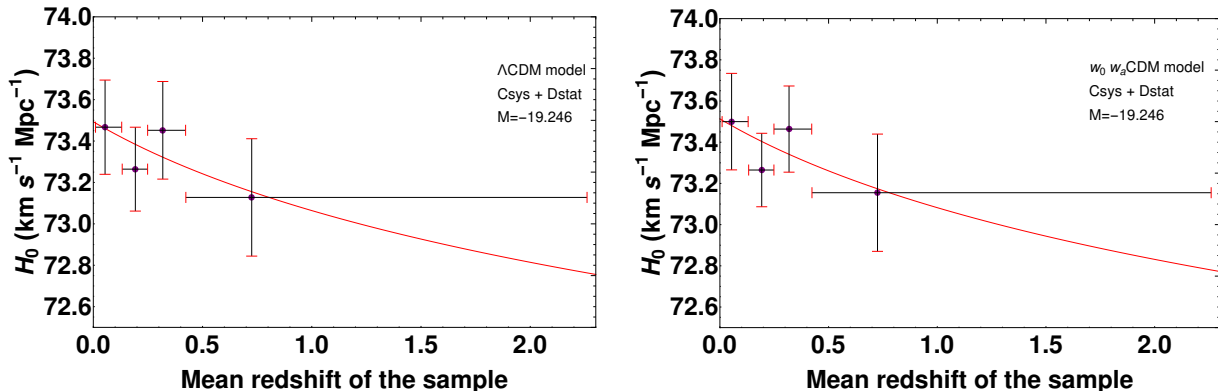 74.0
73.8
73.6
73.4
73.2
73.0
72.8
72.6
H₀ (km s⁻¹ Mpc⁻¹)
ΛCDM model
Csys + Dstat
M=−19.246
0.0 0.5 1.0 1.5 2.0
Mean redshift of the sample
74.0
73.8
73.6
73.4
73.2
73.0
72.8
72.6
H₀ (km s⁻¹ Mpc⁻¹)
w₀ wₐCDM model
Csys + Dstat
M=−19.246
0.0 0.5 1.0 1.5 2.0
Mean redshift of the sample